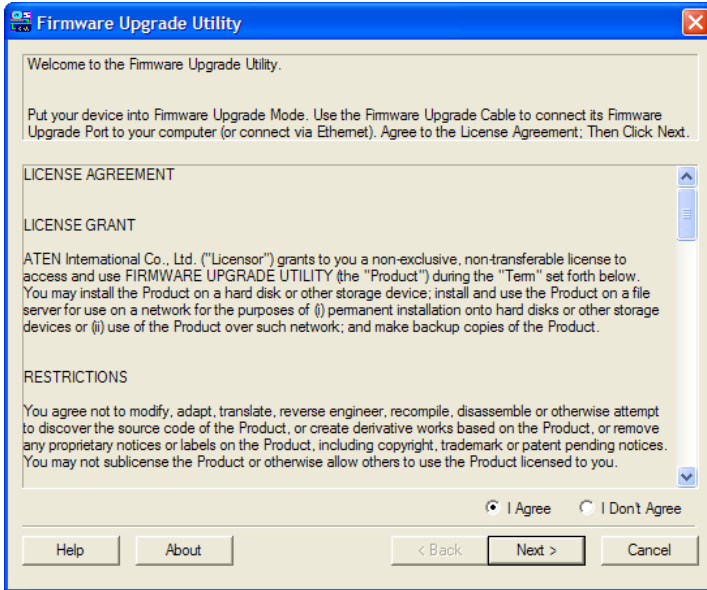 Firmware Upgrade Utility
Welcome to the Firmware Upgrade Utility.
Put your device into Firmware Upgrade Mode. Use the Firmware Upgrade Cable to connect its Firmware
Upgrade Port to your computer (or connect via Ethernet). Agree to the License Agreement; Then Click Next.
LICENSE AGREEMENT
LICENSE GRANT
ATEN International Co., Ltd. ("Licensor") grants to you a non-exclusive, non-transferable license to
access and use FIRMWARE UPGRADE UTILITY (the "Product") during the "Term" set forth below.
You may install the Product on a hard disk or other storage device; install and use the Product on a file
server for use on a network for the purposes of (i) permanent installation onto hard disks or other storage
devices or (ii) use of the Product over such network; and make backup copies of the Product.
RESTRICTIONS
You agree not to modify, adapt, translate, reverse engineer, recompile, disassemble or otherwise attempt
to discover the source code of the Product, or create derivative works based on the Product, or remove
any proprietary notices or labels on the Product, including copyright, trademark or patent pending notices.
You may not sublicense the Product or otherwise allow others to use the Product licensed to you.
I Agree I Don't Agree
Help About < Back Next > Cancel